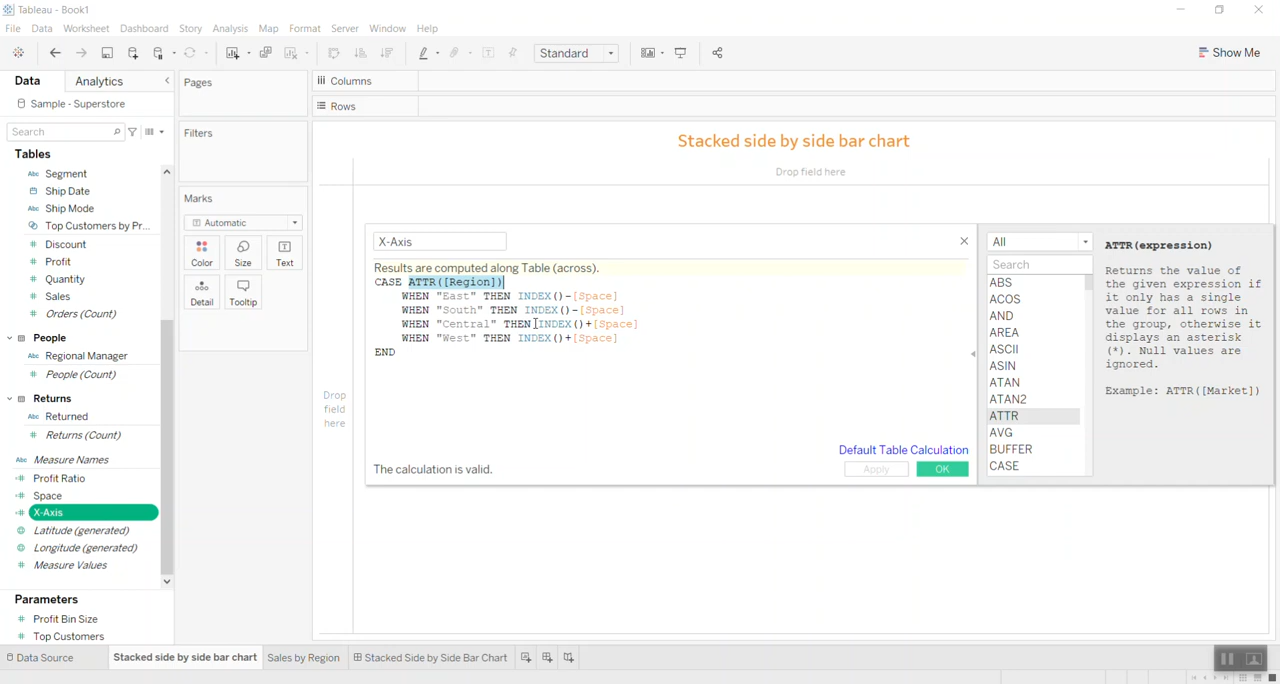 Tableau - Book1
File Data Worksheet Dashboard Story Analysis Map Format Server Window Help
Standard
Show Me
Data Analytics
Sample - Superstore
Search
Tables
Abc Segment
Ship Date
Abc Ship Mode
Top Customers by Pr...
# Discount
# Profit
# Quantity
# Sales
# Orders (Count)
People
Abc Regional Manager
# People (Count)
Returns
Abc Returned
# Returns (Count)
Abc Measure Names
=# Profit Ratio
=# Space
=# X-Axis
Latitude (generated)
Longitude (generated)
# Measure Values
Parameters
# Profit Bin Size
# Top Customers
Pages
Filters
Marks
Automatic
Color Size Text
Detail Tooltip
Columns
Rows
Stacked side by side bar chart
Drop field here
Drop
field
here
X-Axis
Results are computed along Table (across).
CASE ATTR([Region])
WHEN "East" THEN INDEX()-[Space]
WHEN "South" THEN INDEX()-[Space]
WHEN "Central" THEN INDEX()+[Space]
WHEN "West" THEN INDEX()+[Space]
END
Default Table Calculation
The calculation is valid.
Apply OK
All
Search
ABS
ACOS
AND
AREA
ASCII
ASIN
ATAN
ATAN2
ATTR
AVG
BUFFER
CASE
ATTR(expression)
Returns the value of
the given expression if
it only has a single
value for all rows in
the group, otherwise it
displays an asterisk
(*). Null values are
ignored.
Example: ATTR([Market])
Data Source Stacked side by side bar chart Sales by Region Stacked Side by Side Bar Chart